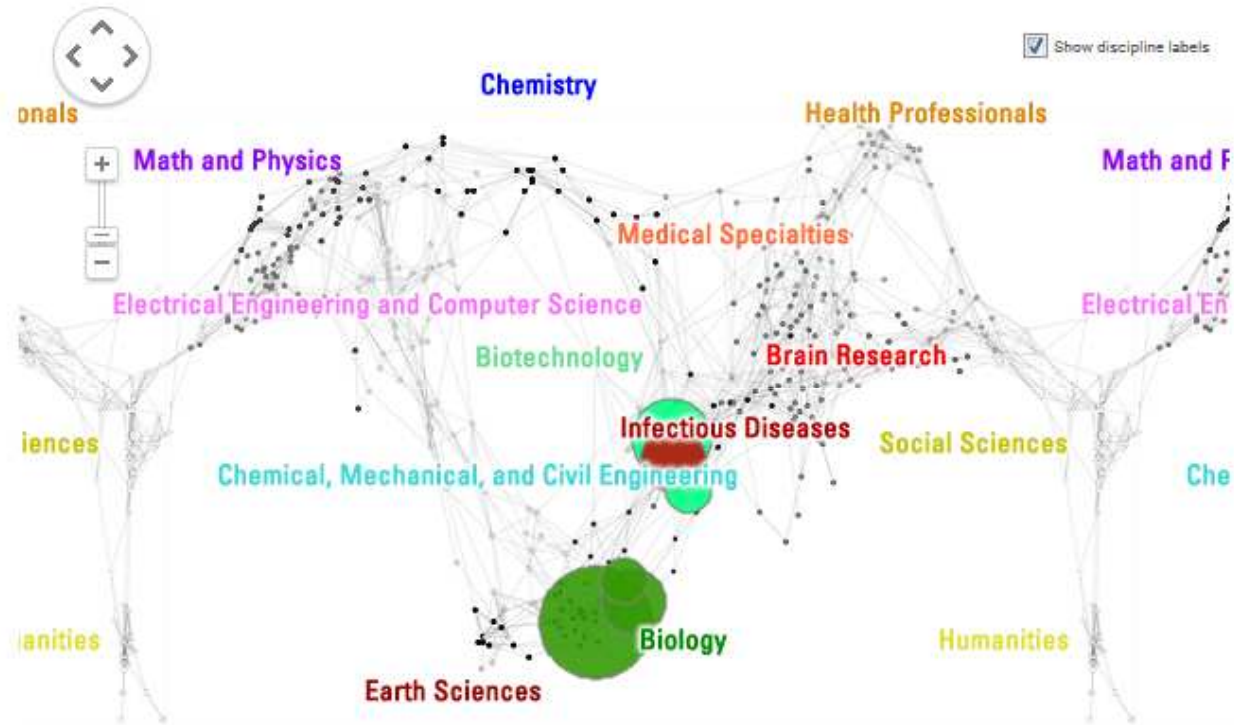 Show discipline labels
Chemistry
onals
Health Professionals
Math and Physics
Math and F
Medical Specialties
Electrical Engineering and Computer Science
Electrical En
Biotechnology
Brain Research
Infectious Diseases
iences
Social Sciences
Chemical, Mechanical, and Civil Engineering
Che
anities
Biology
Humanities
Earth Sciences